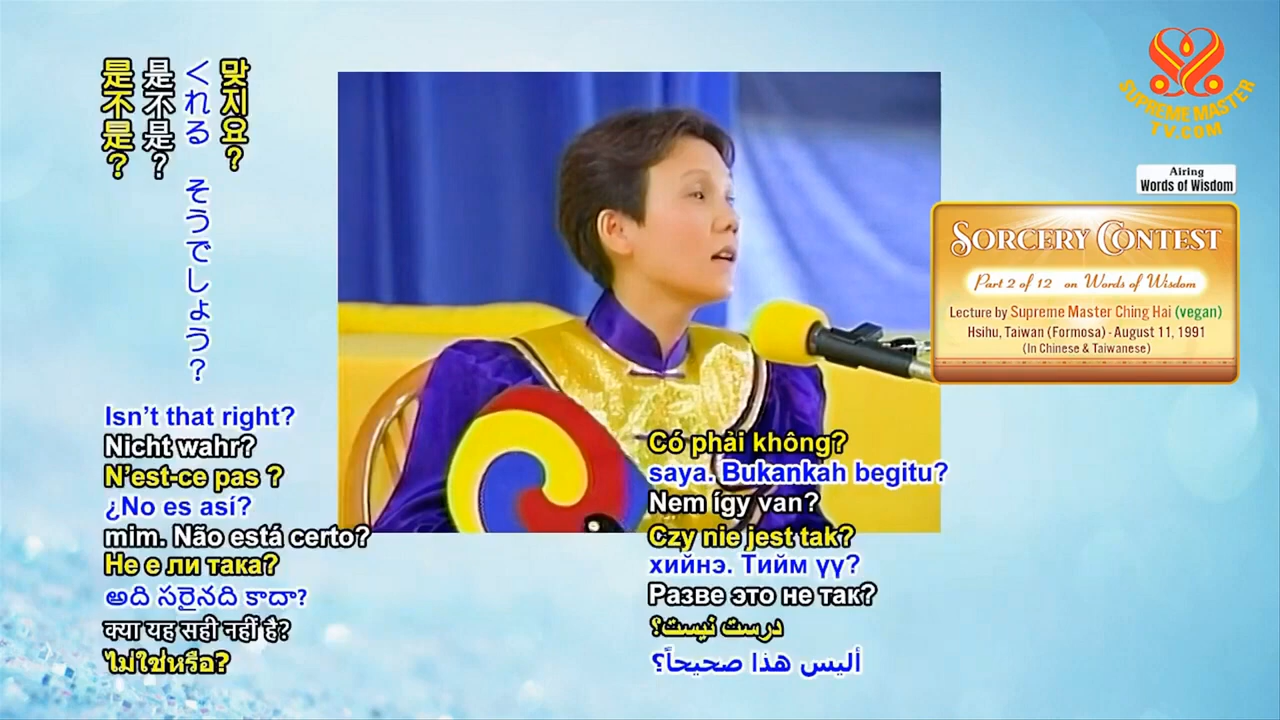 맞지요?
くれる そうでしょう?
是不是?
是不是?
SUPREME MASTER
TV.COM
Airing
Words of Wisdom
SORCERY CONTEST
Part 2 of 12 on Words of Wisdom
Lecture by Supreme Master Ching Hai (vegan)
Hsihu, Taiwan (Formosa) - August 11, 1991
(In Chinese & Taiwanese)
Isn't that right?
Nicht wahr?
N'est-ce pas ?
¿No es así?
mim. Não está certo?
Не е ли така?
అది సరైనది కాదా?
क्या यह सही नहीं है?
ไม่ใช่หรือ?
Có phải không?
saya. Bukankah begitu?
Nem így van?
Czy nie jest tak?
хийнэ. Тийм үү?
Разве это не так?
درست نیست؟
أليس هذا صحيحاً؟